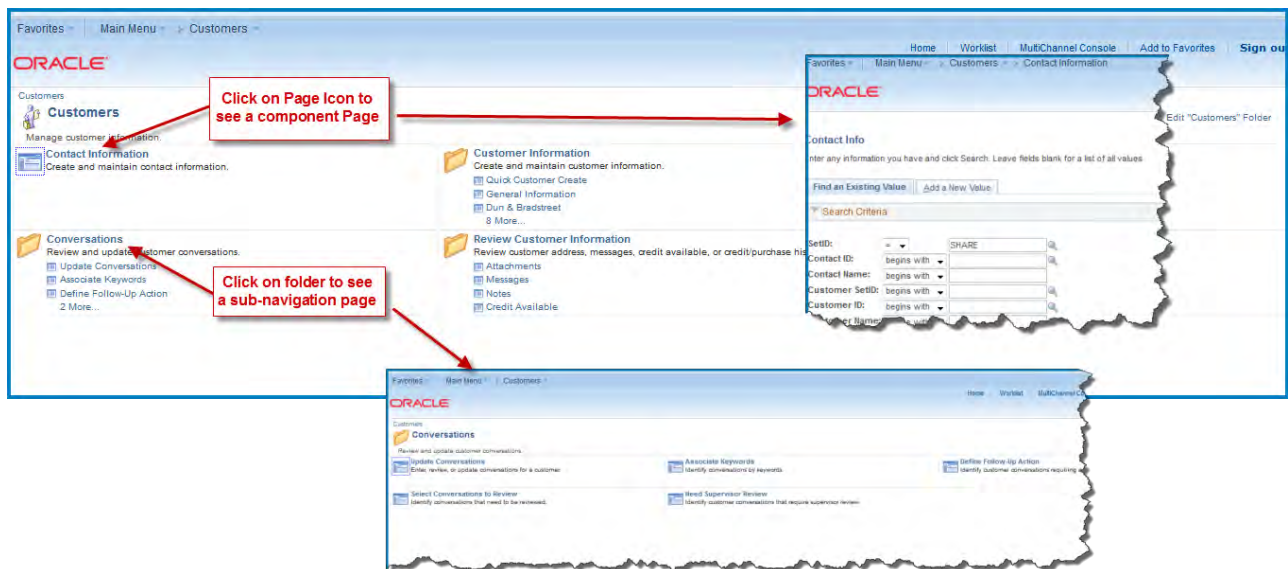 Favorites Main Menu > Customers
Home Worklist MultiChannel Console Add to Favorites Sign ou
ORACLE
Customers
Customers
Manage customer information.
Edit "Customers" Folder
Click on Page Icon to
see a component Page
Contact Information
Create and maintain contact information.
Customer Information
Create and maintain customer information.
Quick Customer Create
General Information
Dun & Bradstreet
8 More...
Conversations
Review and update customer conversations.
Update Conversations
Associate Keywords
Define Follow-Up Action
2 More...
Review Customer Information
Review customer address, messages, credit available, or credit/purchase his
Attachments
Messages
Notes
Credit Available
Click on folder to see
a sub-navigation page
Favorites Main Menu > Customers > Contact Information
ORACLE
Contact Info
Enter any information you have and click Search. Leave fields blank for a list of all values
Find an Existing Value Add a New Value
Search Criteria
SetID: = SHARE
Contact ID: begins with
Contact Name: begins with
Customer SetID: begins with
Customer ID: begins with
Customer Name:
Favorites Main Menu > Customers
Home Worklist MultiChannel Co
ORACLE
Customers
Conversations
Review and update customer conversations.
Update Conversations
Enter, review, or update conversations for a customer.
Associate Keywords
Identify conversations by keywords.
Define Follow-Up Action
Identify customer conversations requiring
Select Conversations to Review
Identify conversations that need to be reviewed.
Need Supervisor Review
Identify customer conversations that require supervisor review.